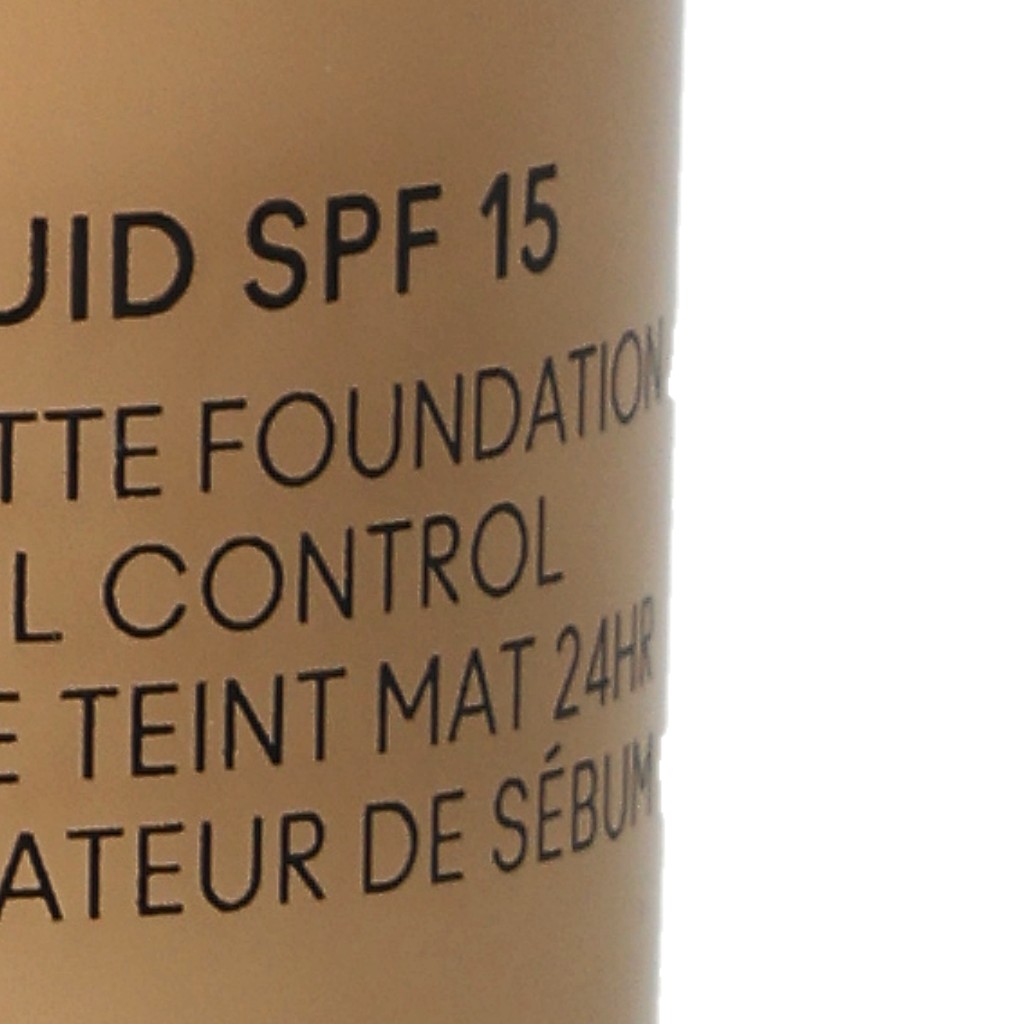 UID SPF 15
TTE FOUNDATION
L CONTROL
E TEINT MAT 24HR
ATEUR DE SÉBUM